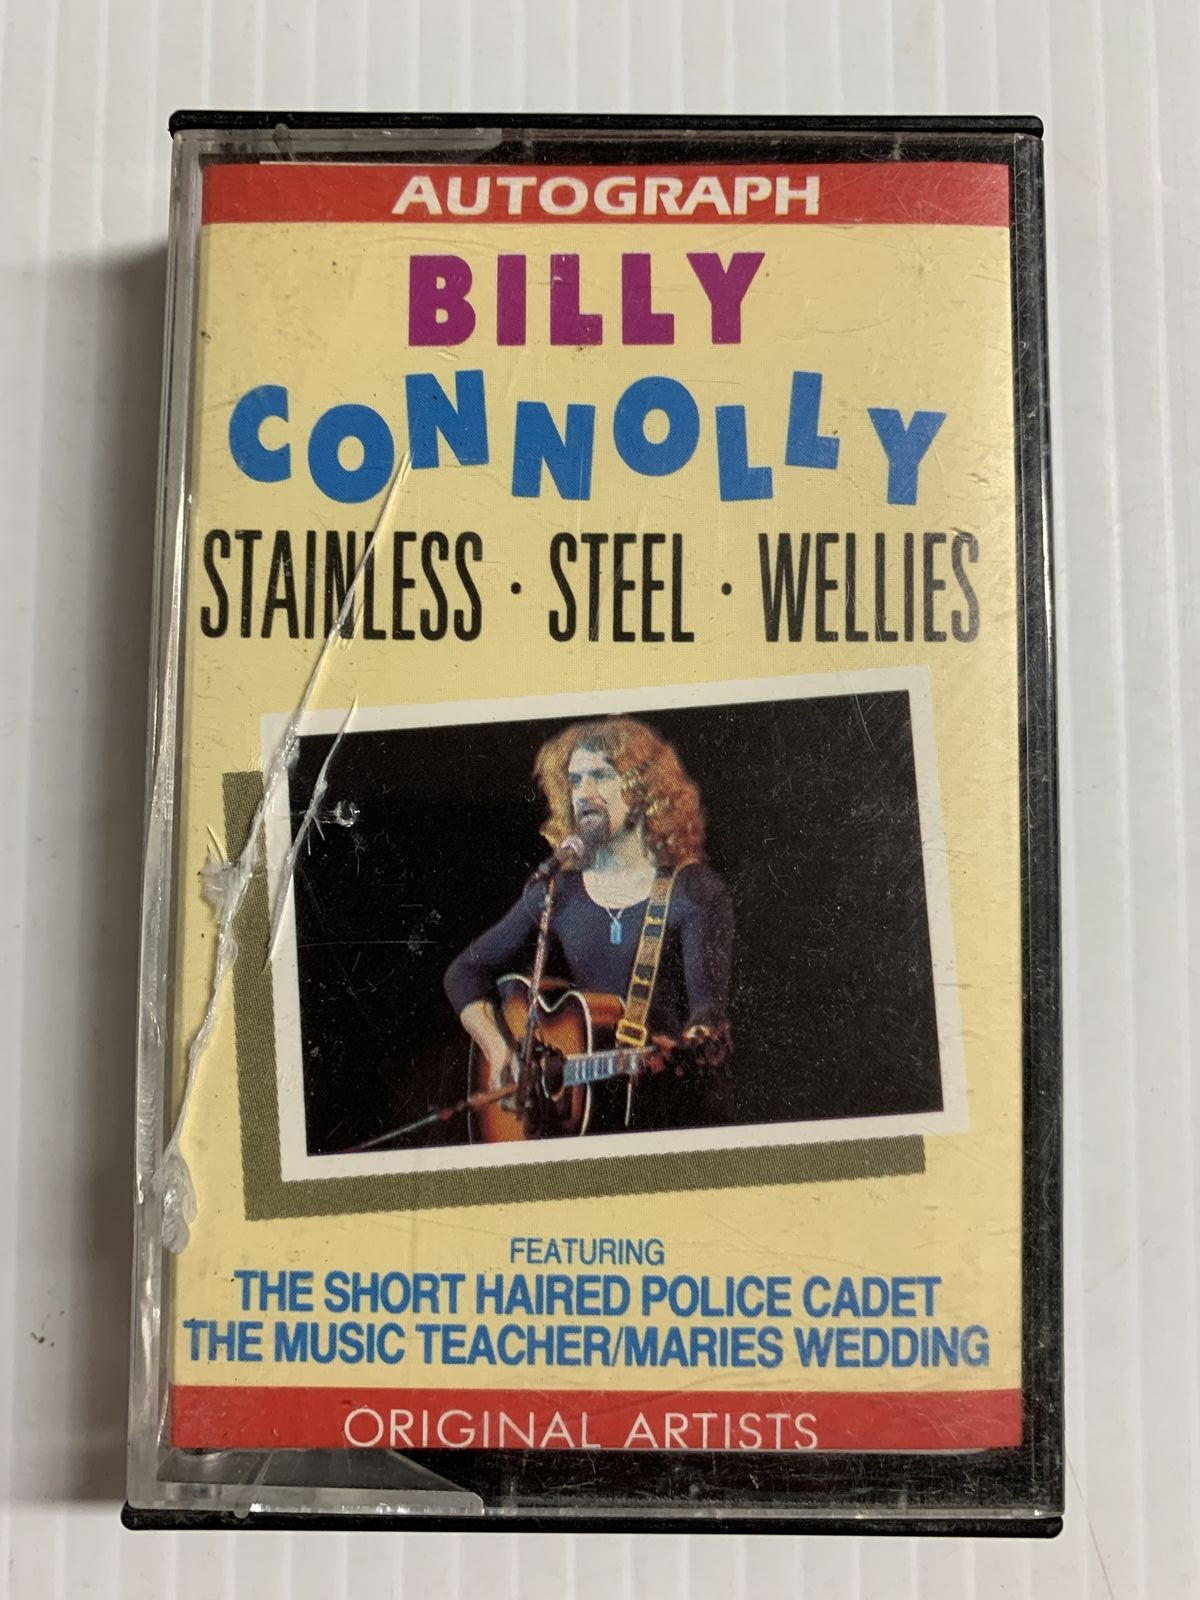 AUTOGRAPH
BILLY
CONNOLLY
STAINLESS · STEEL · WELLIES
FEATURING
THE SHORT HAIRED POLICE CADET
THE MUSIC TEACHER/MARIES WEDDING
ORIGINAL ARTISTS